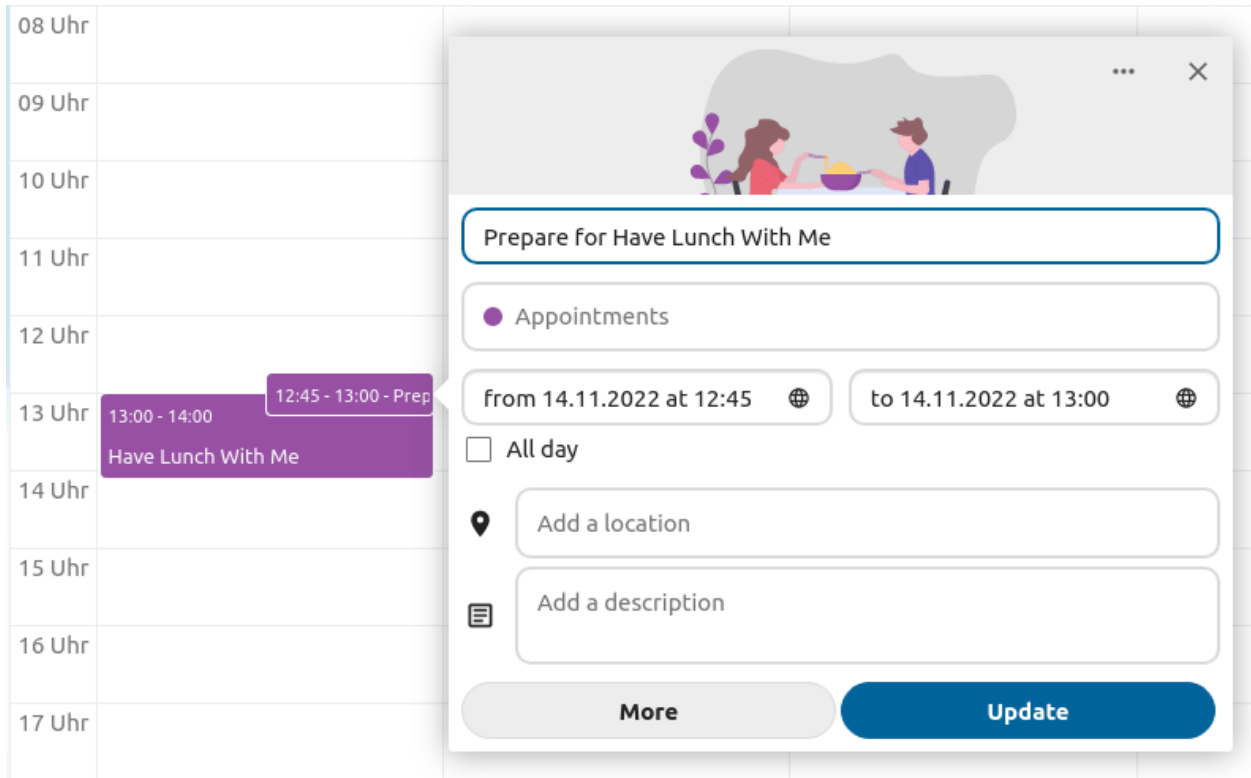 08 Uhr
09 Uhr
10 Uhr
11 Uhr
12 Uhr
13 Uhr
14 Uhr
15 Uhr
16 Uhr
17 Uhr
12:45 - 13:00 - Prep
13:00 - 14:00
Have Lunch With Me
Prepare for Have Lunch With Me
Appointments
from 14.11.2022 at 12:45
to 14.11.2022 at 13:00
All day
Add a location
Add a description
More
Update